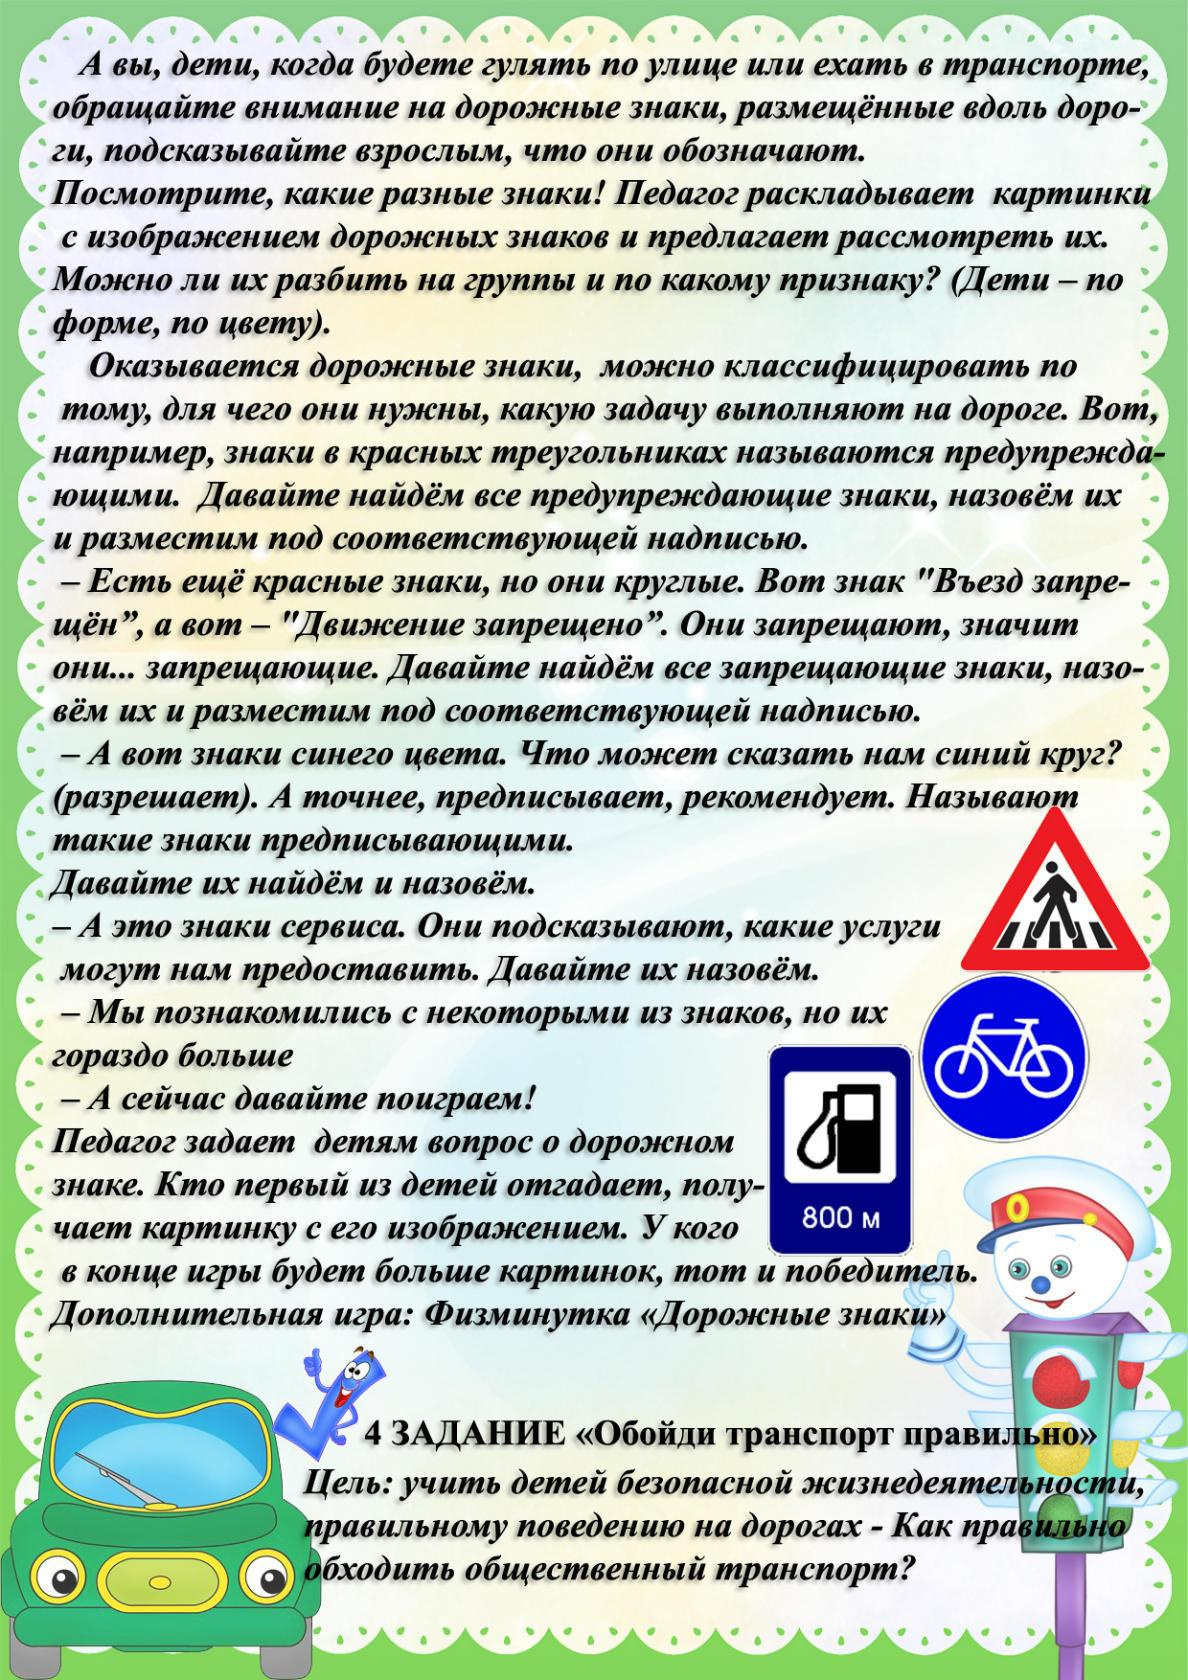 А вы, дети, когда будете гулять по улице или ехать в транспорте,
обращайте внимание на дорожные знаки, размещённые вдоль доро-
ги, подсказывайте взрослым, что они обозначают.
Посмотрите, какие разные знаки! Педагог раскладывает картинки
с изображением дорожных знаков и предлагает рассмотреть их.
Можно ли их разбить на группы и по какому признаку? (Дети – по
форме, по цвету).
Оказывается дорожные знаки, можно классифицировать по
тому, для чего они нужны, какую задачу выполняют на дороге. Вот,
например, знаки в красных треугольниках называются предупрежда-
ющими. Давайте найдём все предупреждающие знаки, назовём их
и разместим под соответствующей надписью.
– Есть ещё красные знаки, но они круглые. Вот знак "Въезд запре-
щён”, а вот – "Движение запрещено”. Они запрещают, значит
они... запрещающие. Давайте найдём все запрещающие знаки, назо-
вём их и разместим под соответствующей надписью.
– А вот знаки синего цвета. Что может сказать нам синий круг?
(разрешает). А точнее, предписывает, рекомендует. Называют
такие знаки предписывающими.
Давайте их найдём и назовём.
– А это знаки сервиса. Они подсказывают, какие услуги
могут нам предоставить. Давайте их назовём.
– Мы познакомились с некоторыми из знаков, но их
гораздо больше
– А сейчас давайте поиграем!
Педагог задает детям вопрос о дорожном
знаке. Кто первый из детей отгадает, полу-
чает картинку с его изображением. У кого
800 м
в конце игры будет больше картинок, тот и победитель.
Дополнительная игра: Физминутка «Дорожные знаки»
4 ЗАДАНИЕ «Обойди транспорт правильно»
Цель: учить детей безопасной жизнедеятельности,
правильному поведению на дорогах - Как правильно
обходить общественный транспорт?